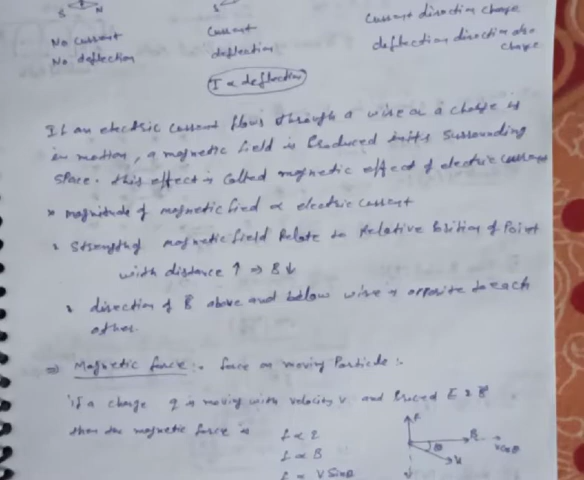 S N
S
No current
No deflection
Current
deflection
Current direction change
deflection direction also
change
I ∝ deflection
If an electric current flows through a wire or a charge is
in motion, a magnetic field is Produced in its Surrounding
Space. this effect is called magnetic effect of electric current
magnitude of magnetic field ∝ electric current
Strength of magnetic field Relate to Relative Position of Point
with distance ↑ ⇒ B ↓
direction of B above and below wire is opposite to each
other.
⇒ Magnetic force :- force on moving Particle :-
If a charge q is moving with velocity v and E & B
then the magnetic force is
F
B
θ
V
f ∝ B
f ∝ V Sinθ